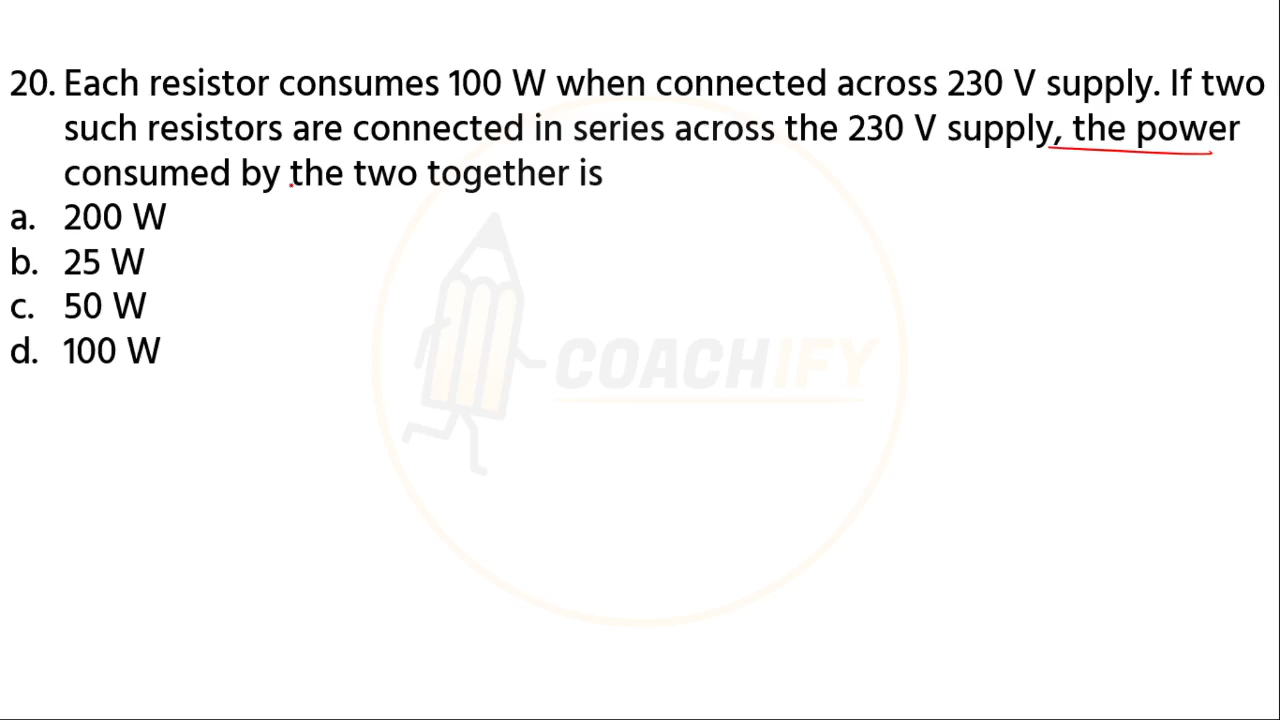 20. Each resistor consumes 100 W when connected across 230 V supply. If two
such resistors are connected in series across the 230 V supply, the power
consumed by the two together is
a. 200 W
b. 25 W
c. 50 W
d. 100 W
COACHIFY